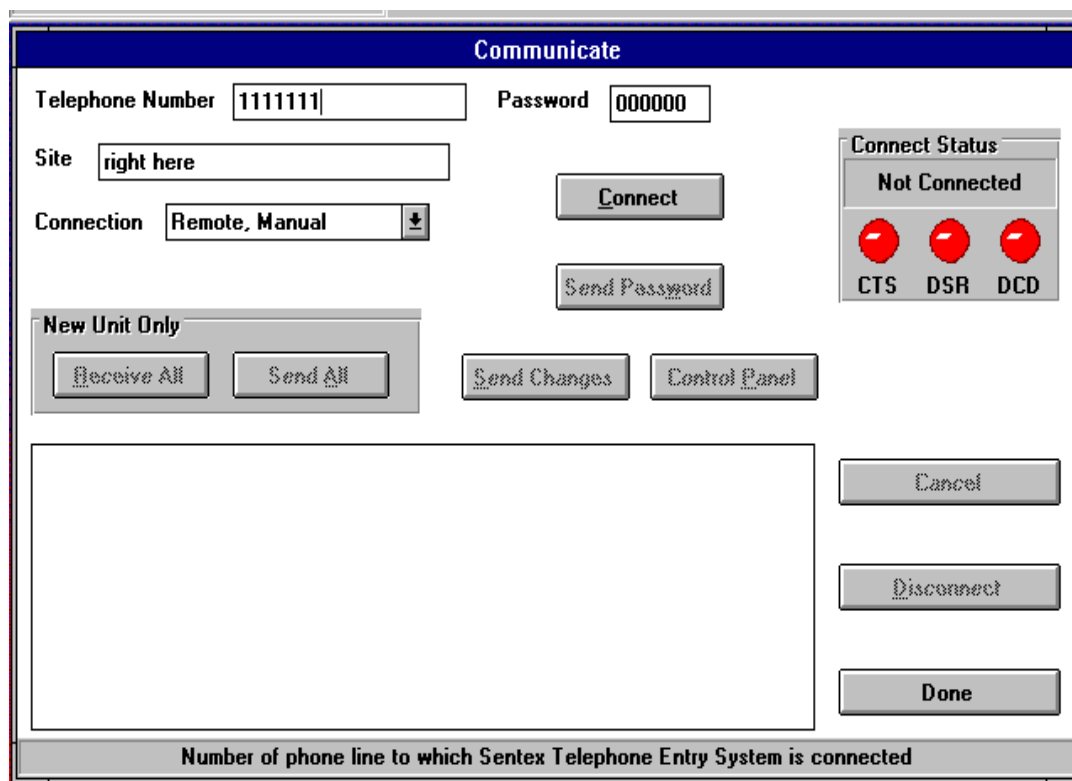 Communicate
Telephone Number 1111111 Password 000000
Site right here
Connect Status
Not Connected
Connection Remote, Manual
Connect
CTS DSR DCD
Send Password
New Unit Only
Receive All Send All Send Changes Control Panel
Cancel
Disconnect
Done
Number of phone line to which Sentex Telephone Entry System is connected